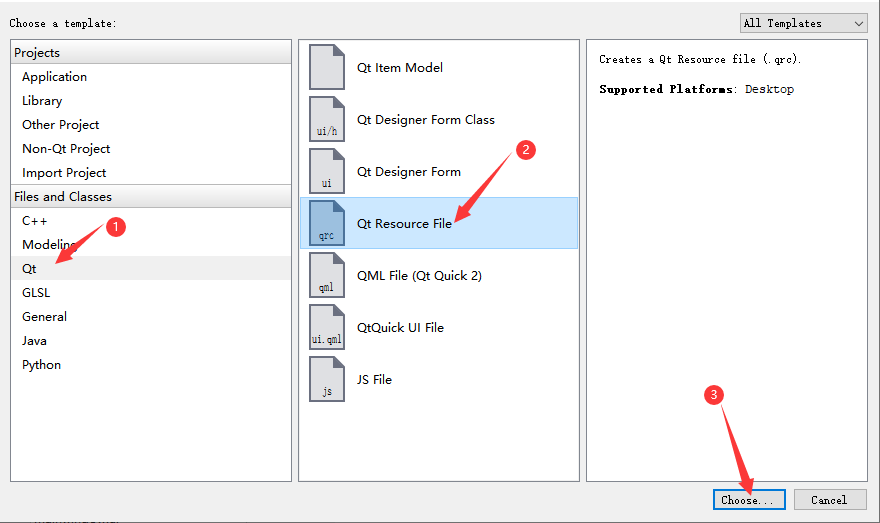 Choose a template:
All Templates
Projects
Application
Library
Other Project
Non-Qt Project
Import Project
Files and Classes
C++
Modeling
Qt
GLSL
General
Java
Python
1
Qt Item Model
ui/h
Qt Designer Form Class
2
ui
Qt Designer Form
qrc
Qt Resource File
qml
QML File (Qt Quick 2)
ui.qml
QtQuick UI File
js
JS File
Creates a Qt Resource file (.qrc).
Supported Platforms: Desktop
3
Choose...
Cancel